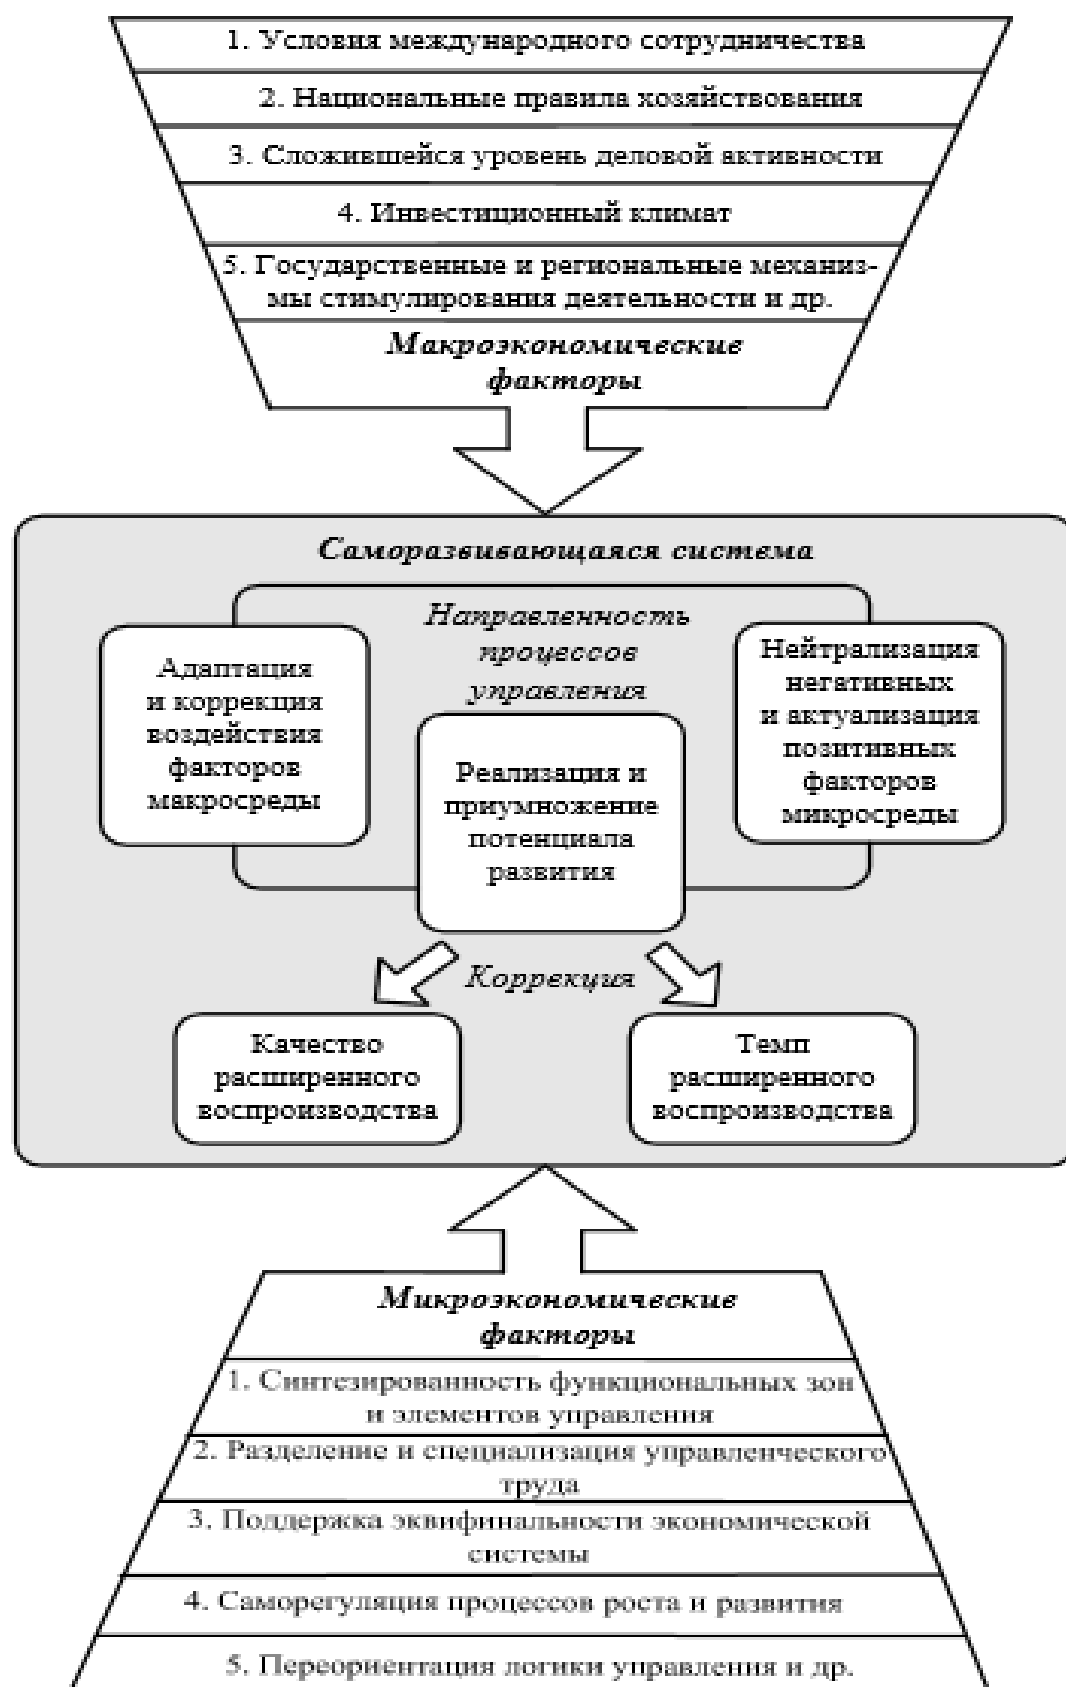 1. Условия международного сотрудничества
2. Национальные правила хозяйствования
3. Сложившейся уровень деловой активности
4. Инвестиционный климат
5. Государственные и региональные механиз-
мы стимулирования деятельности и др.
Макроэкономические
факторы
Саморазвивающаяся система
Направленность
процессов
управления
Адаптация
и коррекция
воздействия
факторов
макросреды
Реализация и
приумножение
потенциала
развития
Нейтрализация
негативных
и актуализация
позитивных
факторов
микросреды
Коррекция
Качество
расширенного
воспроизводства
Темп
расширенного
воспроизводства
Микроэкономические
факторы
1. Синтезированность функциональных зон
и элементов управления
2. Разделение и специализация управленческого
труда
3. Поддержка эквифинальности экономической
системы
4. Саморегуляция процессов роста и развития
5. Переориентация логики управления и др.